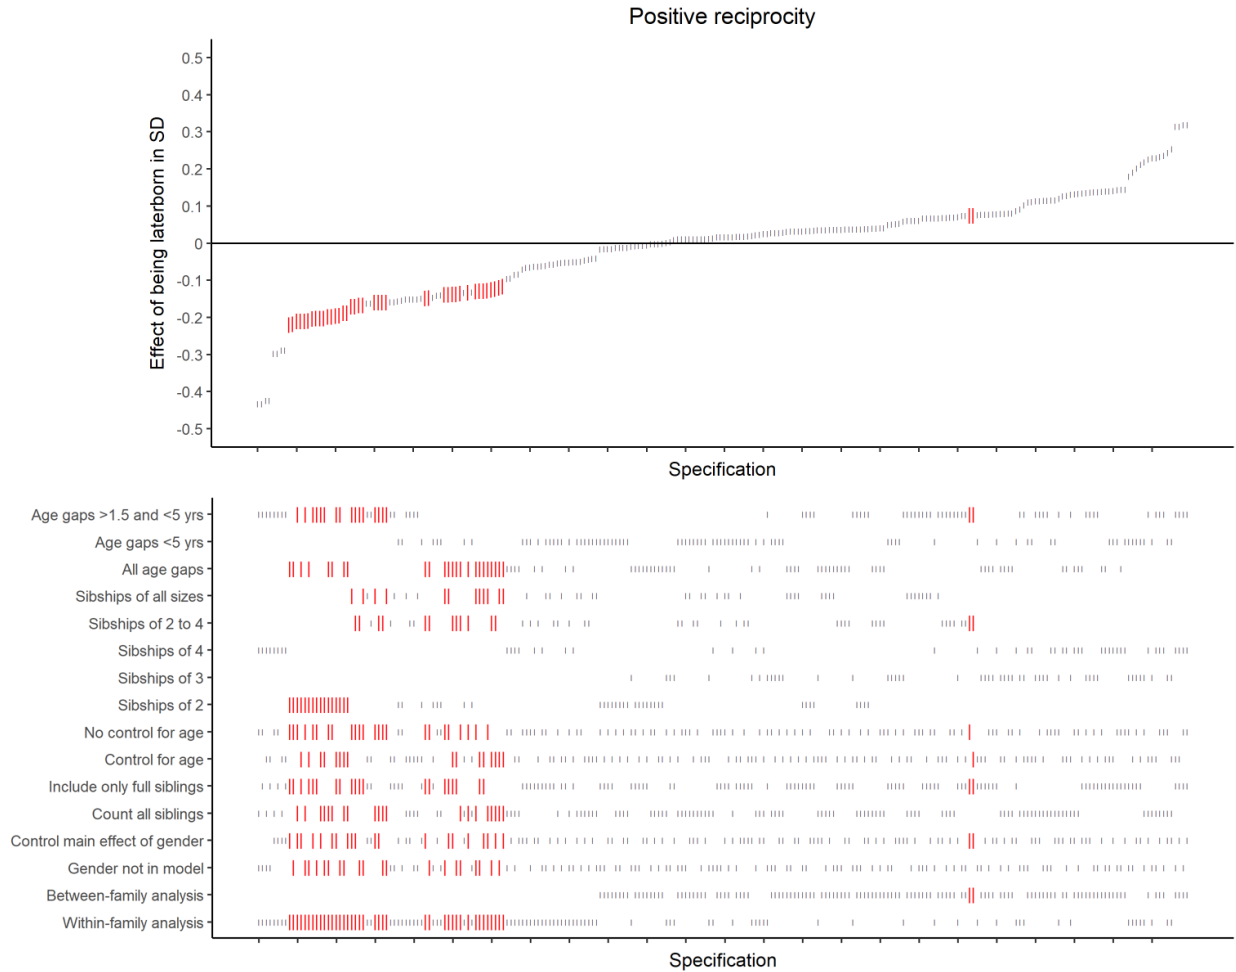 Positive reciprocity
Effect of being laterborn in SD
0.5
0.4
0.3
0.2
0.1
0
-0.1
-0.2
-0.3
-0.4
-0.5
Specification
Age gaps >1.5 and <5 yrs
Age gaps <5 yrs
All age gaps
Sibships of all sizes
Sibships of 2 to 4
Sibships of 4
Sibships of 3
Sibships of 2
No control for age
Control for age
Include only full siblings
Count all siblings
Control main effect of gender
Gender not in model
Between-family analysis
Within-family analysis
Specification